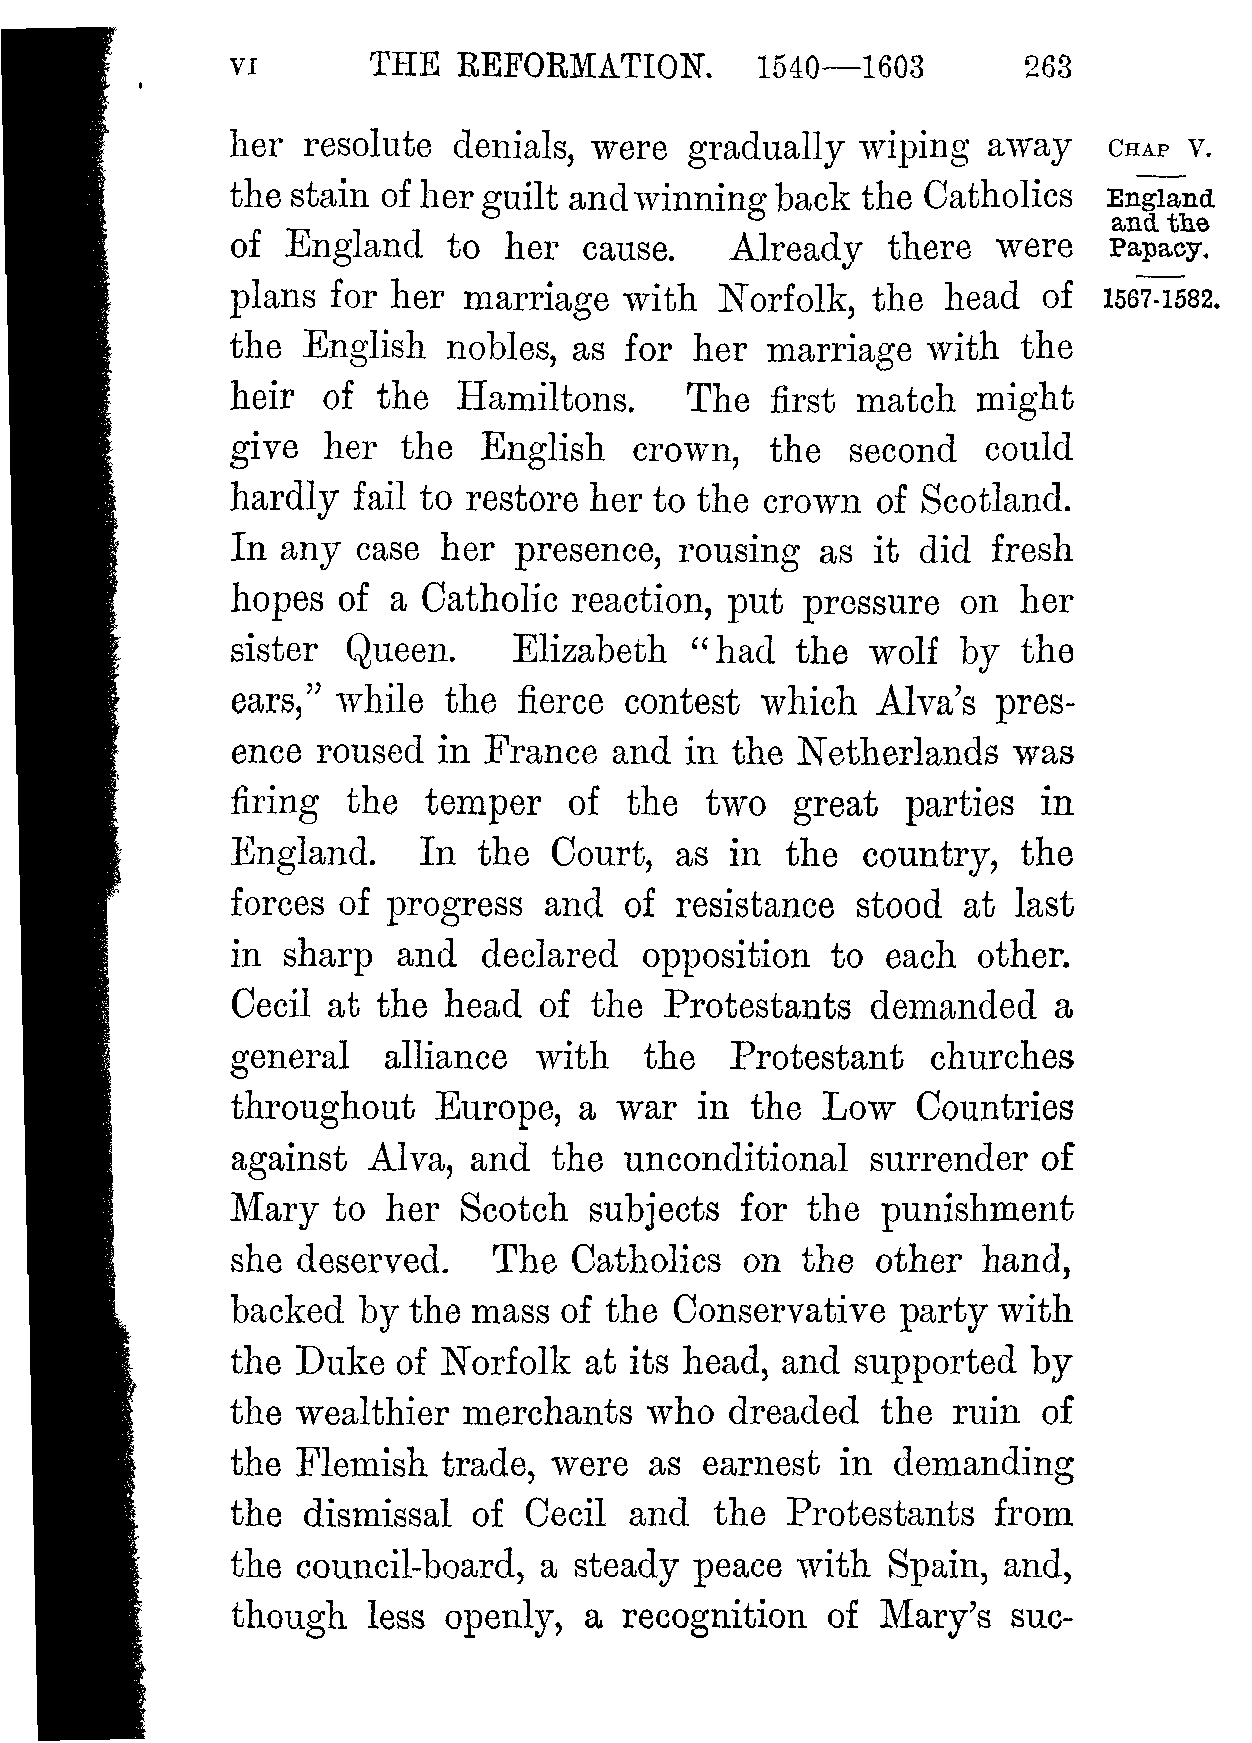 VI THE REFORMATION. 1540—1603 263
her resolute denials, were gradually wiping away
the stain of her guilt and winning back the Catholics
of England to her cause. Already there were
plans for her marriage with Norfolk, the head of
the English nobles, as for her marriage with the
heir of the Hamiltons. The first match might
give her the English crown, the second could
hardly fail to restore her to the crown of Scotland.
In any case her presence, rousing as it did fresh
hopes of a Catholic reaction, put pressure on her
sister Queen. Elizabeth "had the wolf by the
ears," while the fierce contest which Alva's pres-
ence roused in France and in the Netherlands was
firing the temper of the two great parties in
England. In the Court, as in the country, the
forces of progress and of resistance stood at last
in sharp and declared opposition to each other.
Cecil at the head of the Protestants demanded a
general alliance with the Protestant churches
throughout Europe, a war in the Low Countries
against Alva, and the unconditional surrender of
Mary to her Scotch subjects for the punishment
she deserved. The Catholics on the other hand,
backed by the mass of the Conservative party with
the Duke of Norfolk at its head, and supported by
the wealthier merchants who dreaded the ruin of
the Flemish trade, were as earnest in demanding
the dismissal of Cecil and the Protestants from
the council-board, a steady peace with Spain, and,
though less openly, a recognition of Mary's suc-
CHAP V.
England
and the
Papacy.
1567-1582.